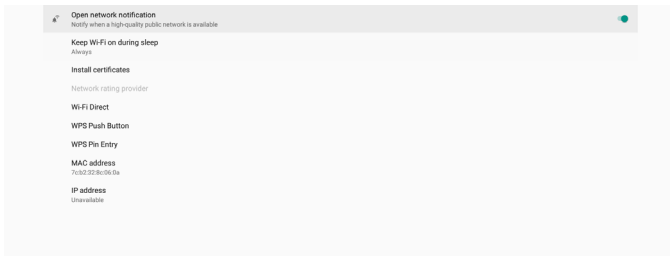 Open network notification
Notify when a high-quality public network is available
Keep Wi-Fi on during sleep
Always
Install certificates
Network rating provider
Wi-Fi Direct
WPS Push Button
WPS Pin Entry
MAC address
7c:b2:32:8c:06:0a
IP address
Unavailable